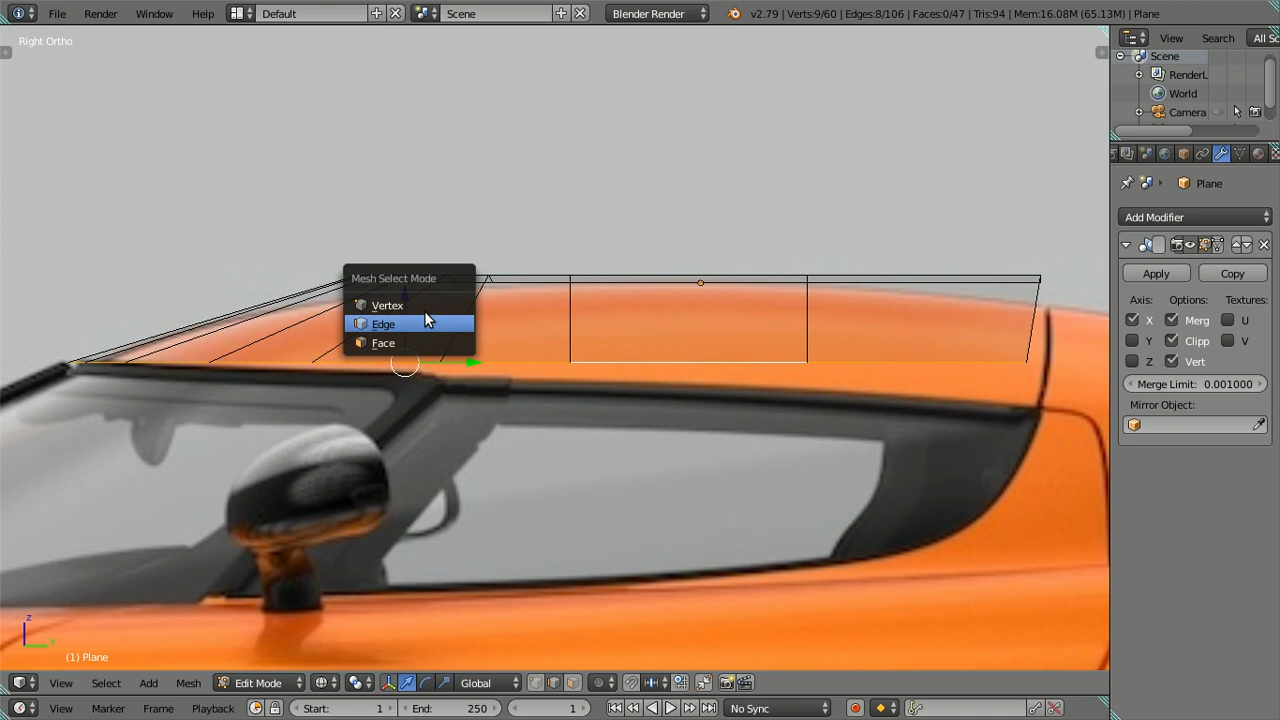 File Render Window Help Default Scene Blender Render v2.79 | Verts:9/60 | Edges:8/106 | Faces:0/47 | Tris:94 | Mem:16.08M (65.13M) | Plane
Right Ortho
View Search All Sc
Scene
RenderL
World
Camera
Plane
Add Modifier
Apply Copy
Axis: Options: Textures:
X Merg U
Y Clipp V
Z Vert
Merge Limit: 0.001000
Mirror Object:
Mesh Select Mode
Vertex
Edge
Face
z
y
(1) Plane
View Select Add Mesh Edit Mode Global
View Marker Frame Playback Start: 1 End: 250 1 No Sync